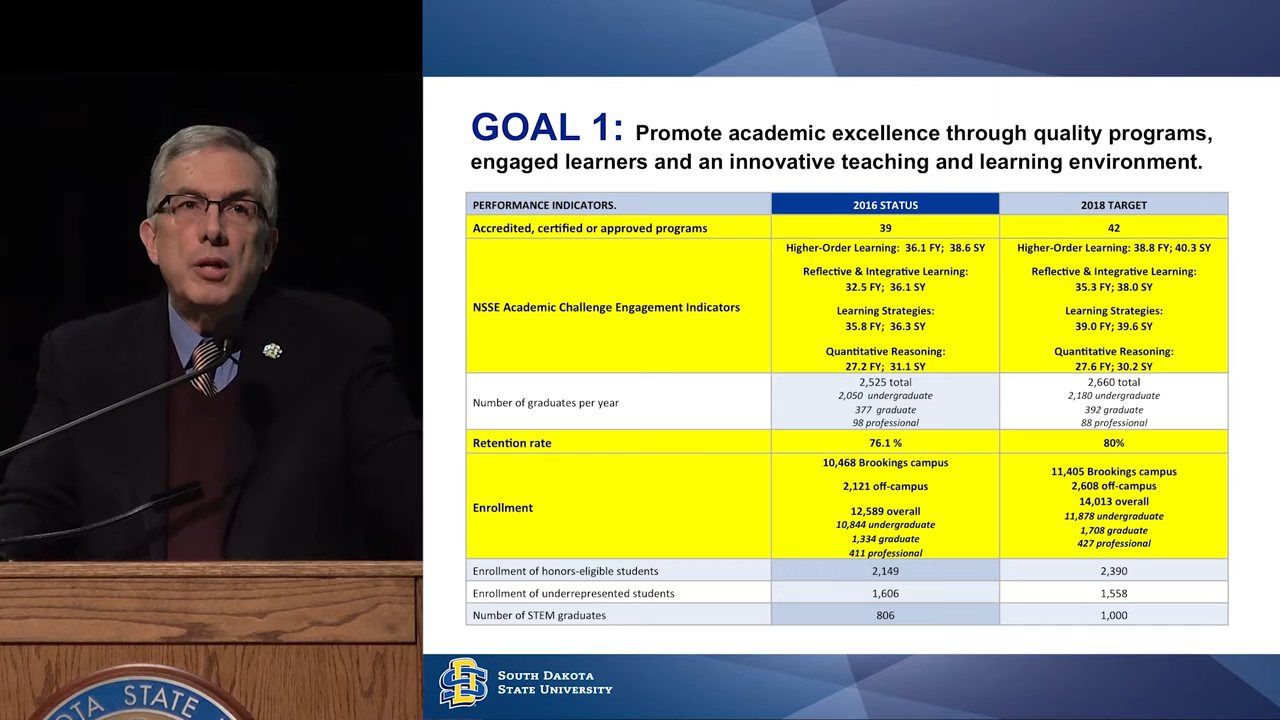 GOAL 1: Promote academic excellence through quality programs,
engaged learners and an innovative teaching and learning environment.
PERFORMANCE INDICATORS. 2016 STATUS 2018 TARGET
Accredited, certified or approved programs 39 42
NSSE Academic Challenge Engagement Indicators
Higher-Order Learning: 36.1 FY; 38.6 SY
Reflective & Integrative Learning:
32.5 FY; 36.1 SY
Learning Strategies:
35.8 FY; 36.3 SY
Quantitative Reasoning:
27.2 FY; 31.1 SY
Higher-Order Learning: 38.8 FY; 40.3 SY
Reflective & Integrative Learning:
35.3 FY; 38.0 SY
Learning Strategies:
39.0 FY; 39.6 SY
Quantitative Reasoning:
27.6 FY; 30.2 SY
Number of graduates per year
2,525 total
2,050 undergraduate
377 graduate
98 professional
2,660 total
2,180 undergraduate
392 graduate
88 professional
Retention rate 76.1 % 80%
Enrollment
10,468 Brookings campus
2,121 off-campus
12,589 overall
10,844 undergraduate
1,334 graduate
411 professional
11,405 Brookings campus
2,608 off-campus
14,013 overall
11,878 undergraduate
1,708 graduate
427 professional
Enrollment of honors-eligible students 2,149 2,390
Enrollment of underrepresented students 1,606 1,558
Number of STEM graduates 806 1,000
SOUTH DAKOTA
STATE UNIVERSITY
STATE